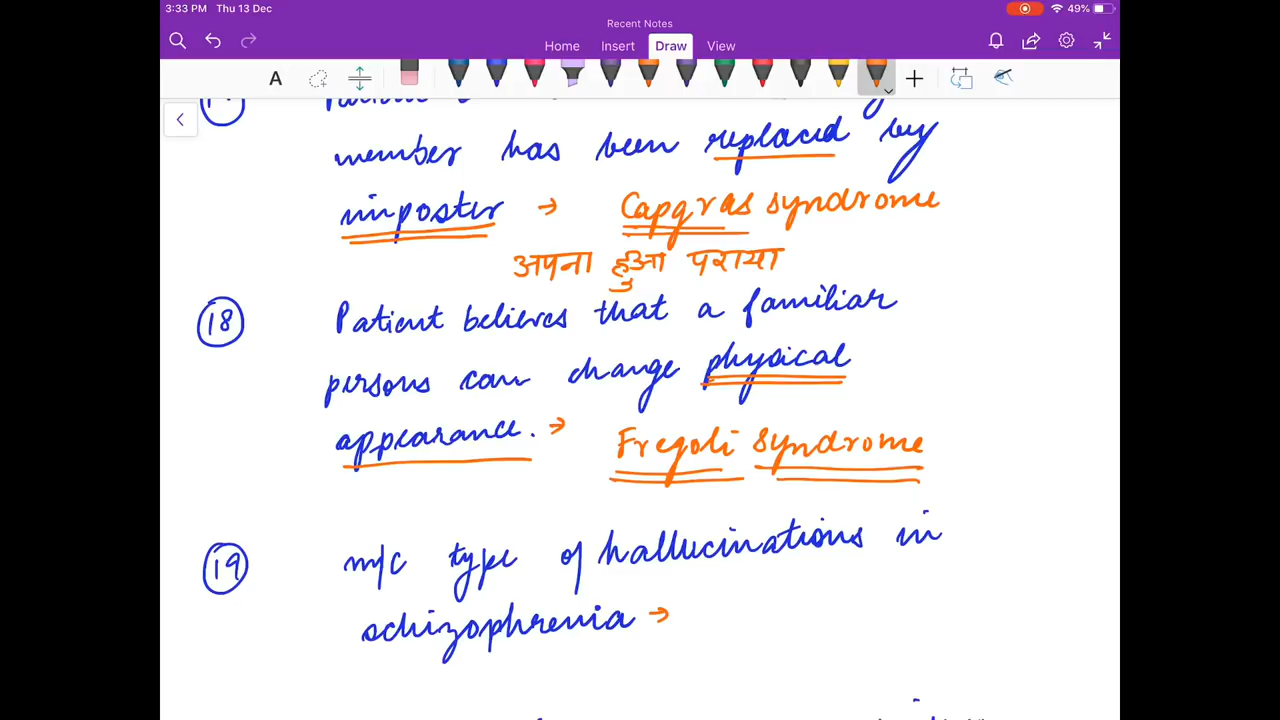 3:33 PM Thu 13 Dec
49%
Recent Notes
Home Insert Draw View
A
member has been replaced by
imposter → Capgras syndrome
अपना हुआ पराया
18 Patient believes that a familiar
persons can change physical
appearance. → Fregoli syndrome
19 m/c type of hallucinations in
schizophrenia →